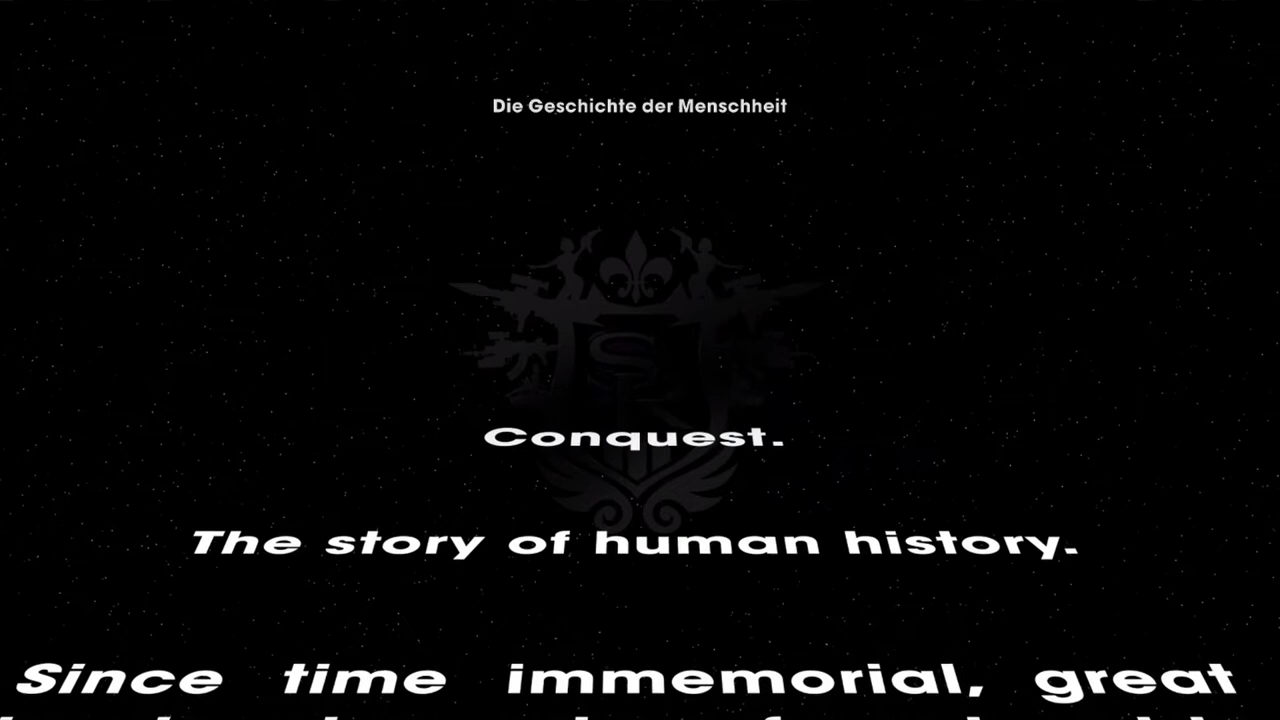 Die Geschichte der Menschheit
Conquest.
The story of human history.
Since time immemorial, great